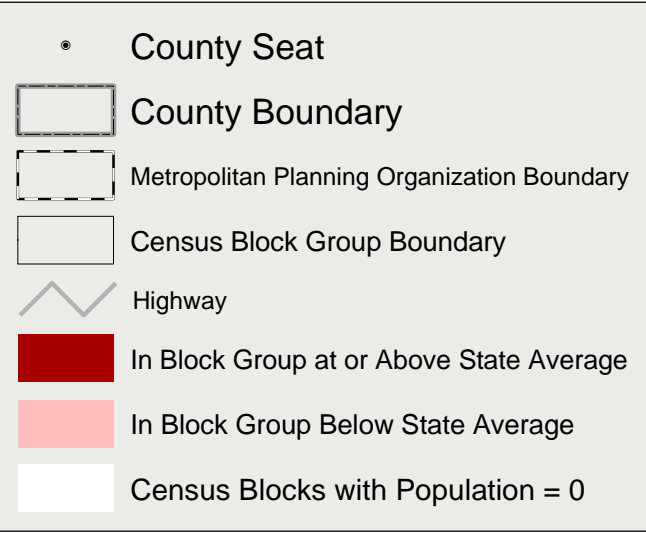 County Seat
County Boundary
Metropolitan Planning Organization Boundary
Census Block Group Boundary
Highway
In Block Group at or Above State Average
In Block Group Below State Average
Census Blocks with Population = 0